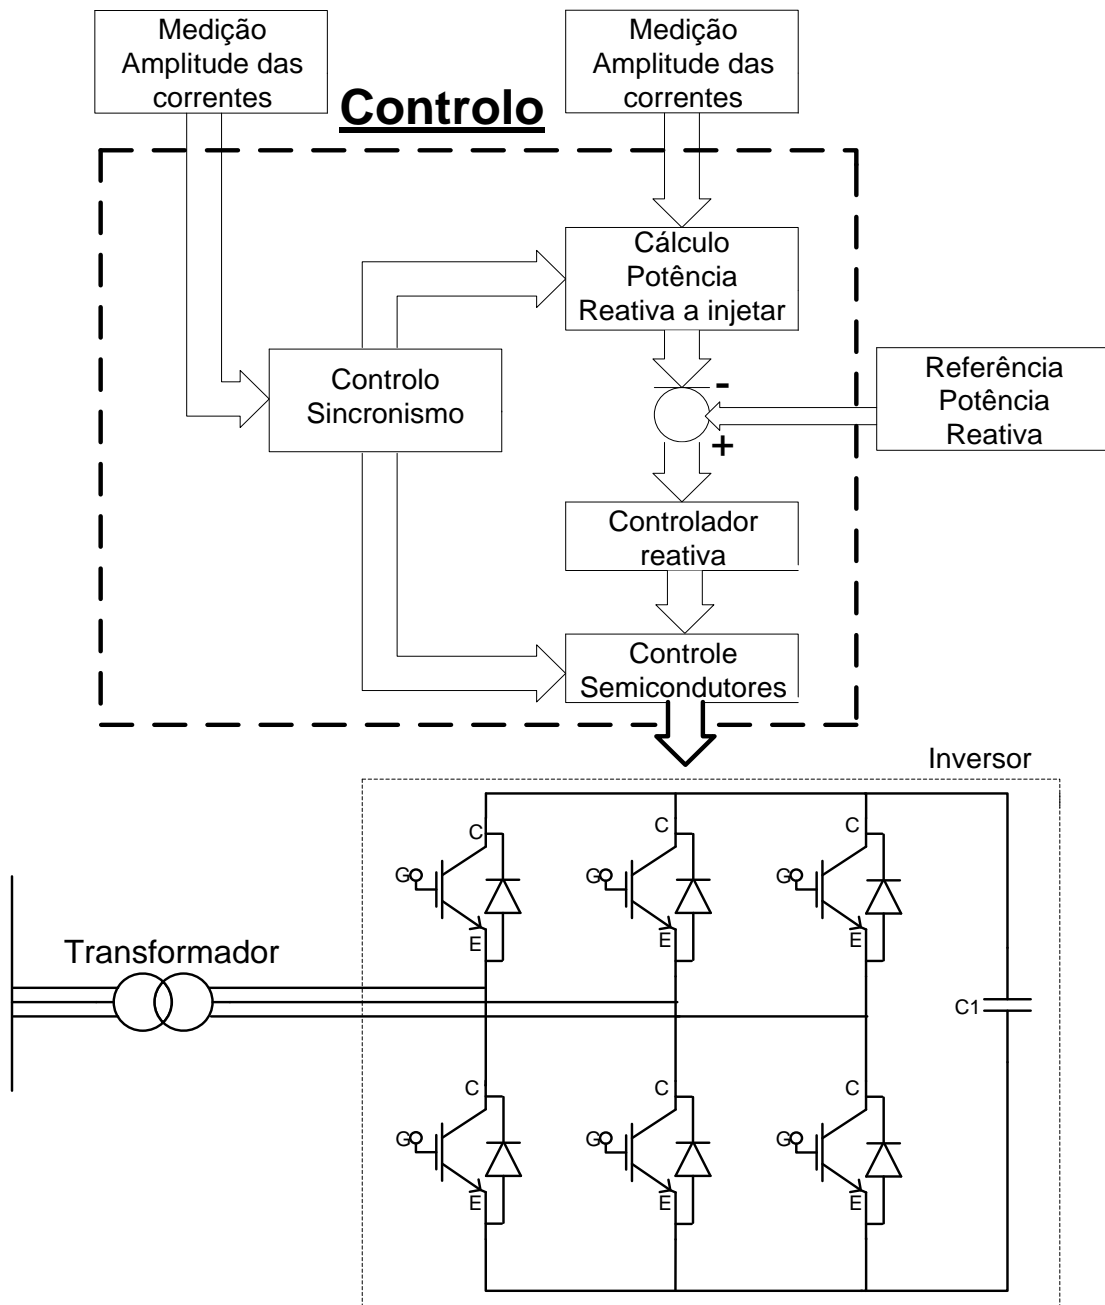 Medição
Amplitude das
correntes
Medição
Amplitude das
correntes
Controlo
Cálculo
Potência
Reativa a injetar
Controlo
Sincronismo
-
+
Referência
Potência
Reativa
Controlador
reativa
Controle
Semicondutores
Inversor
C
G
E
C
G
E
C
G
E
Transformador
C1
C
G
E
C
G
E
C
G
E